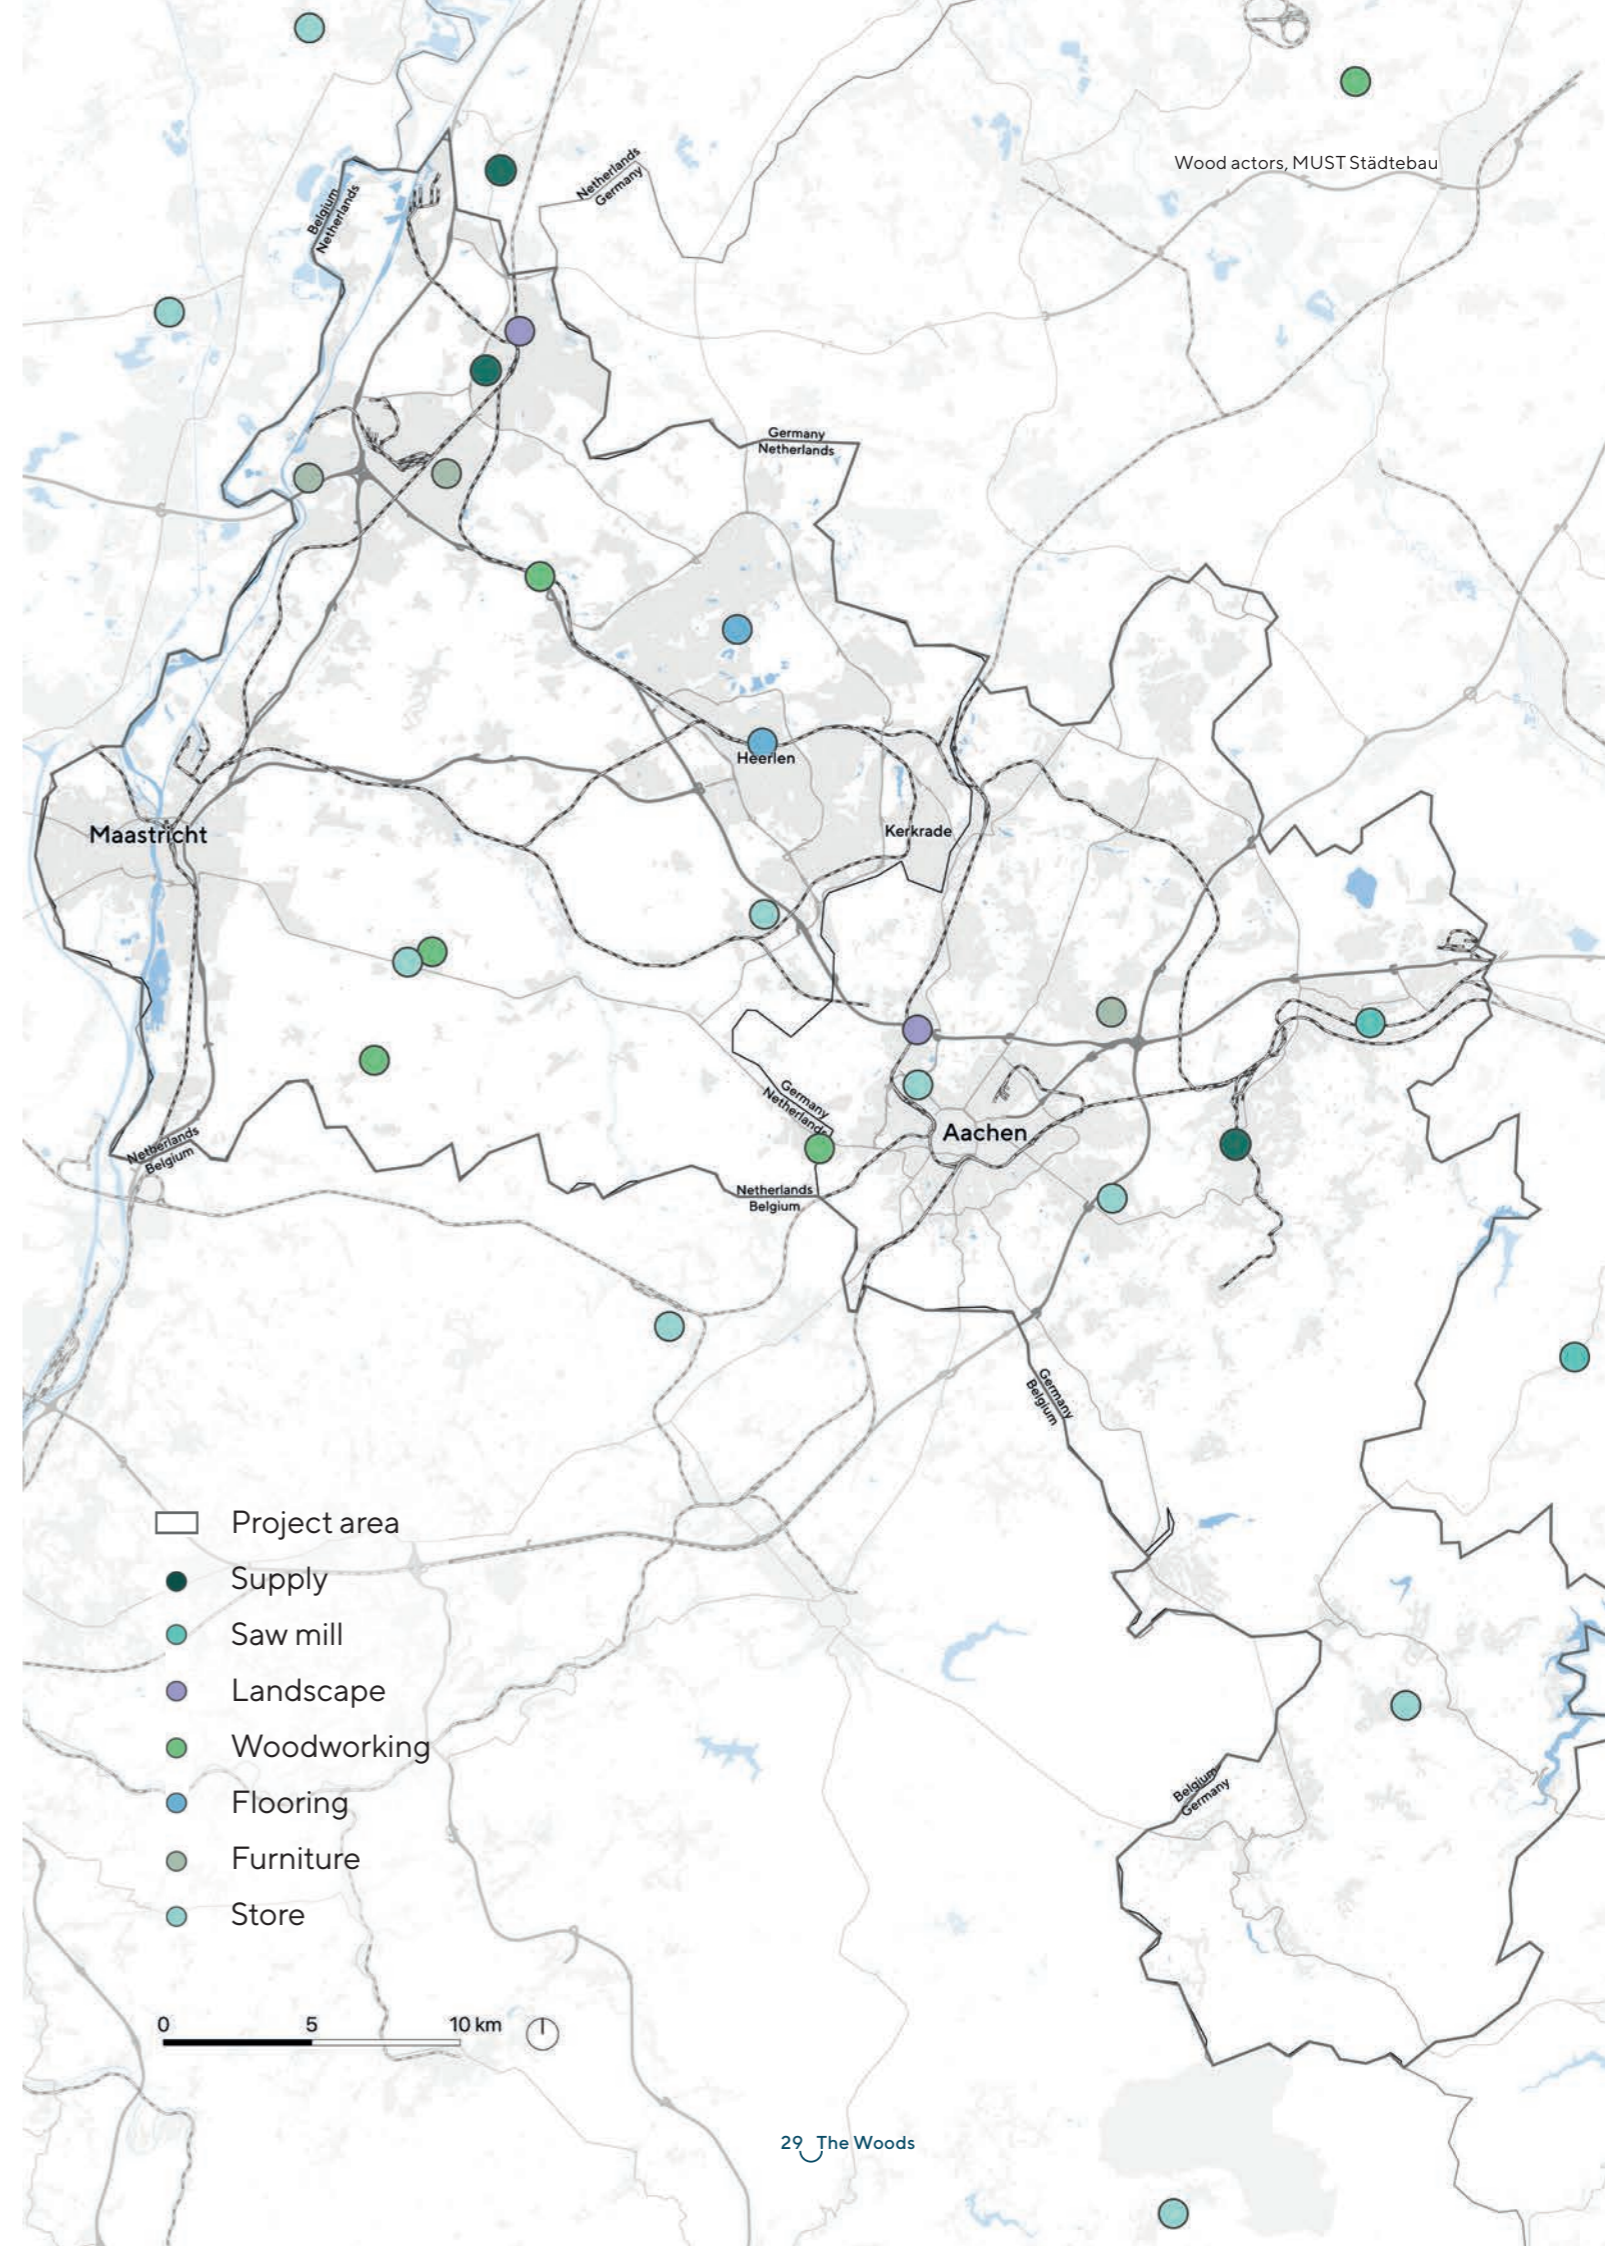 Wood actors, MUST Städtebau
Netherlands
Germany
Belgium
Netherlands
Germany
Netherlands
Heerlen
Maastricht
Kerkrade
Germany
Netherlands
Aachen
Netherlands
Belgium
Netherlands
Belgium
Germany
Belgium
Project area
Supply
Saw mill
Landscape
Woodworking
Belgium
Germany
Flooring
Furniture
Store
0 5 10 km
29 The Woods